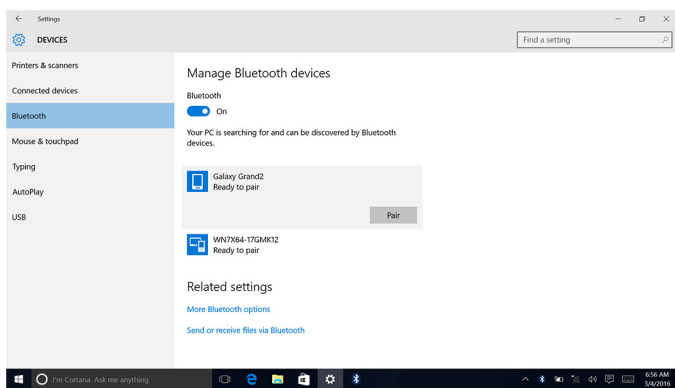 Settings
DEVICES
Find a setting
Printers & scanners
Connected devices
Bluetooth
Mouse & touchpad
Typing
AutoPlay
USB
Manage Bluetooth devices
Bluetooth
On
Your PC is searching for and can be discovered by Bluetooth
devices.
Galaxy Grand2
Ready to pair
Pair
WN7X64-17GMK12
Ready to pair
Related settings
More Bluetooth options
Send or receive files via Bluetooth
I'm Cortana. Ask me anything.
6:56 AM
3/4/2016